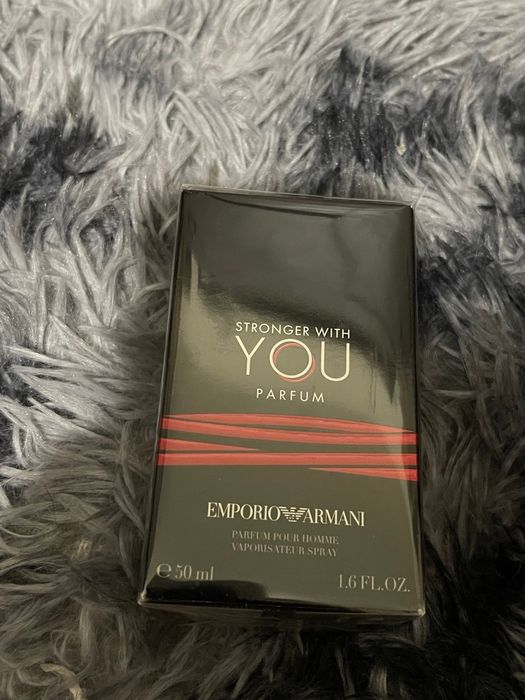 STRONGER WITH
YOU
PARFUM
EMPORIO ARMANI
PARFUM POUR HOMME
VAPORISATEUR SPRAY
℮ 50 ml 1.6 FL.OZ.